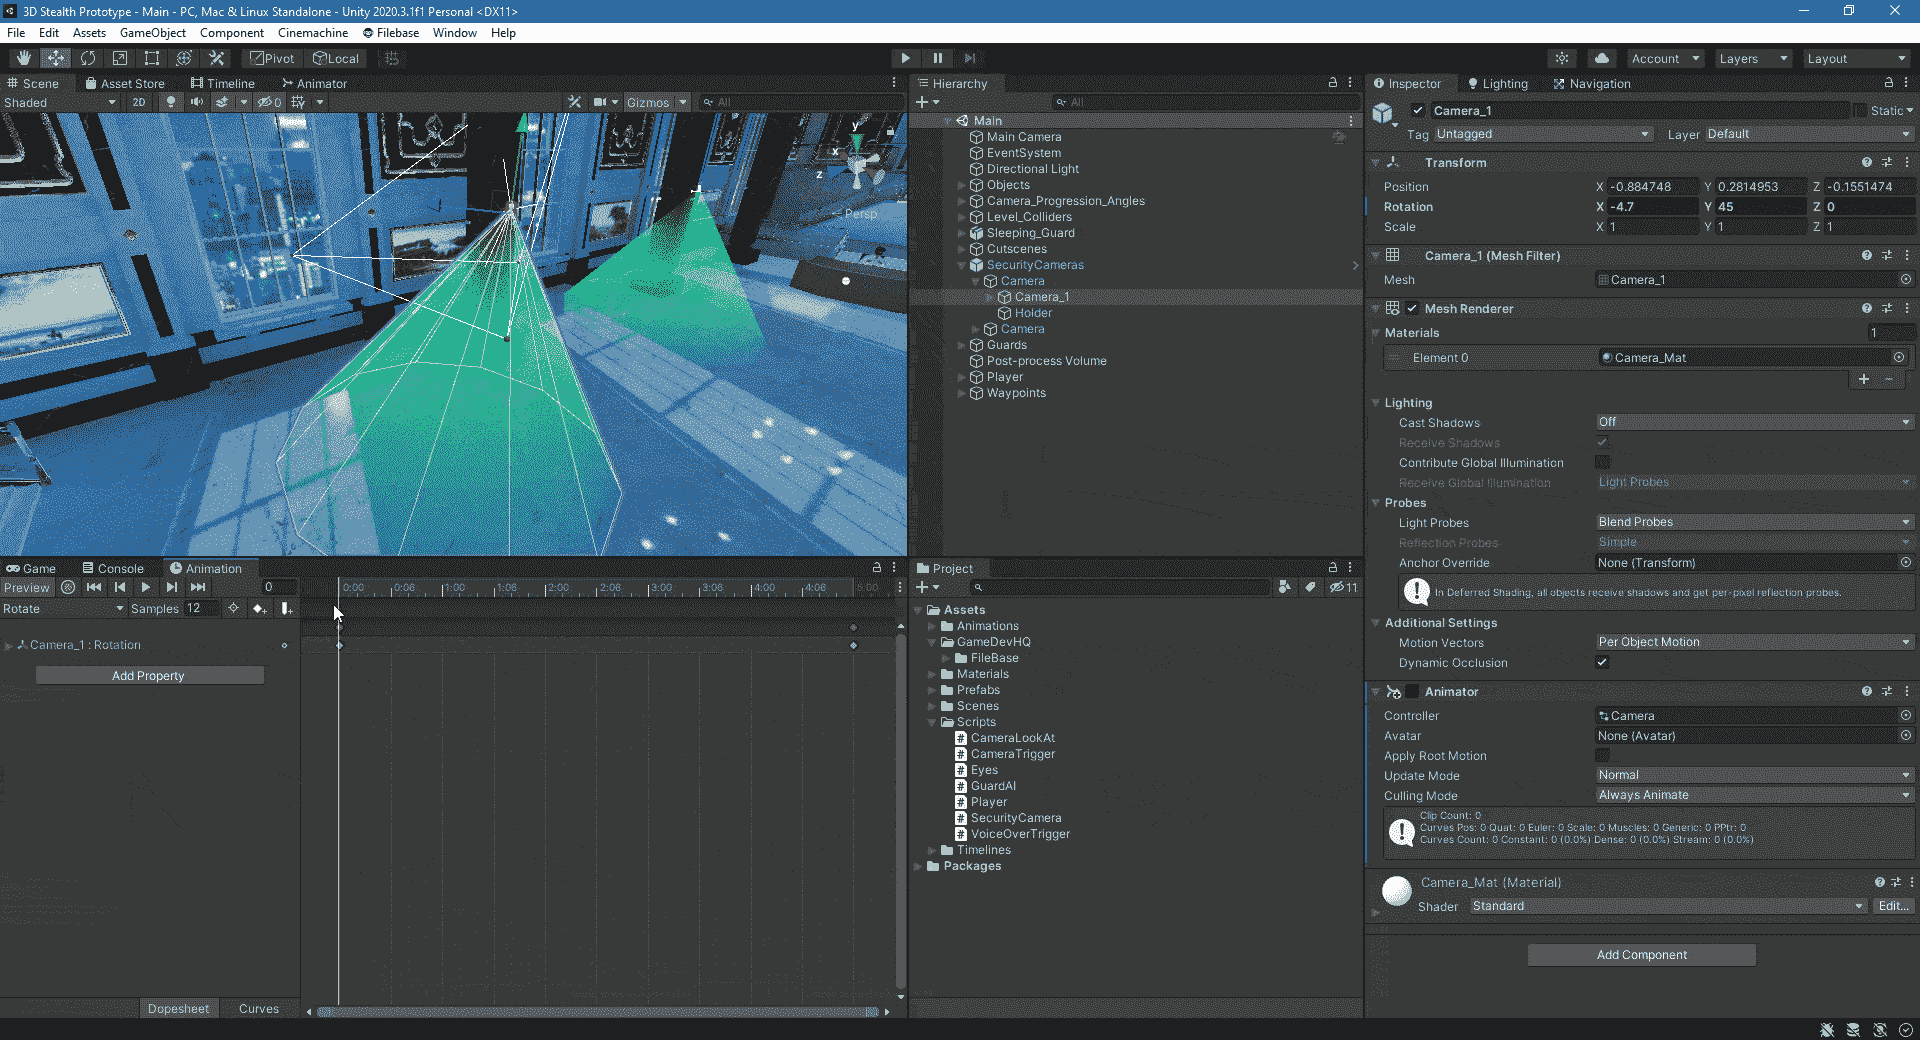 3D Stealth Prototype - Main - PC, Mac & Linux Standalone - Unity 2020.3.1f1 Personal <DX11>
File Edit Assets GameObject Component Cinemachine Filebase Window Help
Pivot Local Account Layers Layout
Scene Asset Store Timeline Animator
Shaded 2D 0 Gizmos All
y
x
z
Persp
Game Console Animation
Preview 0 0:00 0:06 1:00 1:06 2:00 2:06 3:00 3:06 4:00 4:06 5:00
Rotate Samples 12
Camera_1 : Rotation
Add Property
Dopesheet Curves
Hierarchy
All
Main
Main Camera
EventSystem
Directional Light
Objects
Camera_Progression_Angles
Level_Colliders
Sleeping_Guard
Cutscenes
SecurityCameras
Camera
Camera_1
Holder
Camera
Guards
Post-process Volume
Player
Waypoints
Project
11
Assets
Animations
GameDevHQ
FileBase
Materials
Prefabs
Scenes
Scripts
CameraLookAt
CameraTrigger
Eyes
GuardAI
Player
SecurityCamera
VoiceOverTrigger
Timelines
Packages
Inspector Lighting Navigation
Camera_1 Static
Tag Untagged Layer Default
Transform
Position X -0.884748 Y 0.2814953 Z -0.1551474
Rotation X -4.7 Y 45 Z 0
Scale X 1 Y 1 Z 1
Camera_1 (Mesh Filter)
Mesh Camera_1
Mesh Renderer
Materials 1
Element 0 Camera_Mat
Lighting
Cast Shadows Off
Receive Shadows
Contribute Global Illumination
Receive Global Illumination Light Probes
Probes
Light Probes Blend Probes
Reflection Probes Simple
Anchor Override None (Transform)
In Deferred Shading, all objects receive shadows and get per-pixel reflection probes.
Additional Settings
Motion Vectors Per Object Motion
Dynamic Occlusion
Animator
Controller Camera
Avatar None (Avatar)
Apply Root Motion
Update Mode Normal
Culling Mode Always Animate
Clip Count: 0
Curves Pos: 0 Quat: 0 Euler: 0 Scale: 0 Muscles: 0 Generic: 0 PPtr: 0
Curves Count: 0 Constant: 0 (0.0%) Dense: 0 (0.0%) Stream: 0 (0.0%)
Camera_Mat (Material)
Shader Standard Edit...
Add Component